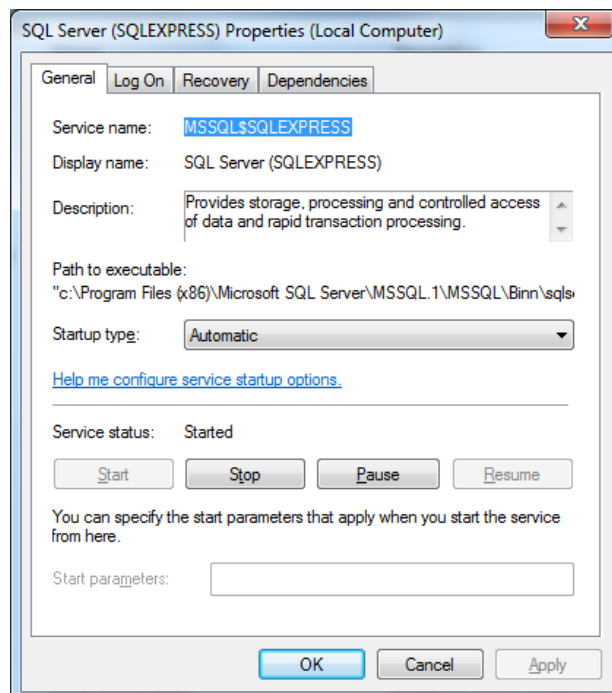 SQL Server (SQLEXPRESS) Properties (Local Computer)
General Log On Recovery Dependencies
Service name: MSSQL$SQLEXPRESS
Display name: SQL Server (SQLEXPRESS)
Description: Provides storage, processing and controlled access
of data and rapid transaction processing.
Path to executable:
"c:\Program Files (x86)\Microsoft SQL Server\MSSQL.1\MSSQL\Binn\sqls
Startup type: Automatic
Help me configure service startup options.
Service status: Started
Start Stop Pause Resume
You can specify the start parameters that apply when you start the service
from here.
Start parameters:
OK Cancel Apply